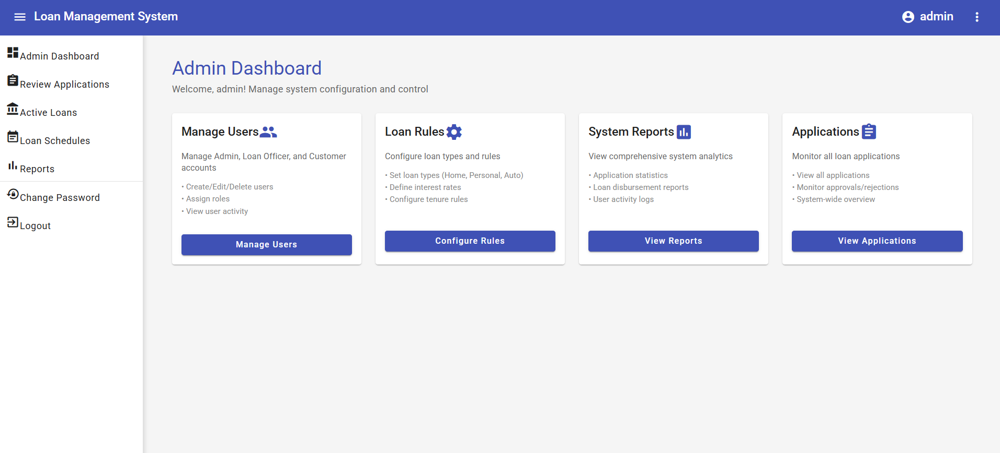 Loan Management System
admin
Admin Dashboard
Review Applications
Active Loans
Loan Schedules
Reports
Change Password
Logout
Admin Dashboard
Welcome, admin! Manage system configuration and control
Manage Users
Manage Admin, Loan Officer, and Customer
accounts
• Create/Edit/Delete users
• Assign roles
• View user activity
Manage Users
Loan Rules
Configure loan types and rules
• Set loan types (Home, Personal, Auto)
• Define interest rates
• Configure tenure rules
Configure Rules
System Reports
View comprehensive system analytics
• Application statistics
• Loan disbursement reports
• User activity logs
View Reports
Applications
Monitor all loan applications
• View all applications
• Monitor approvals/rejections
• System-wide overview
View Applications